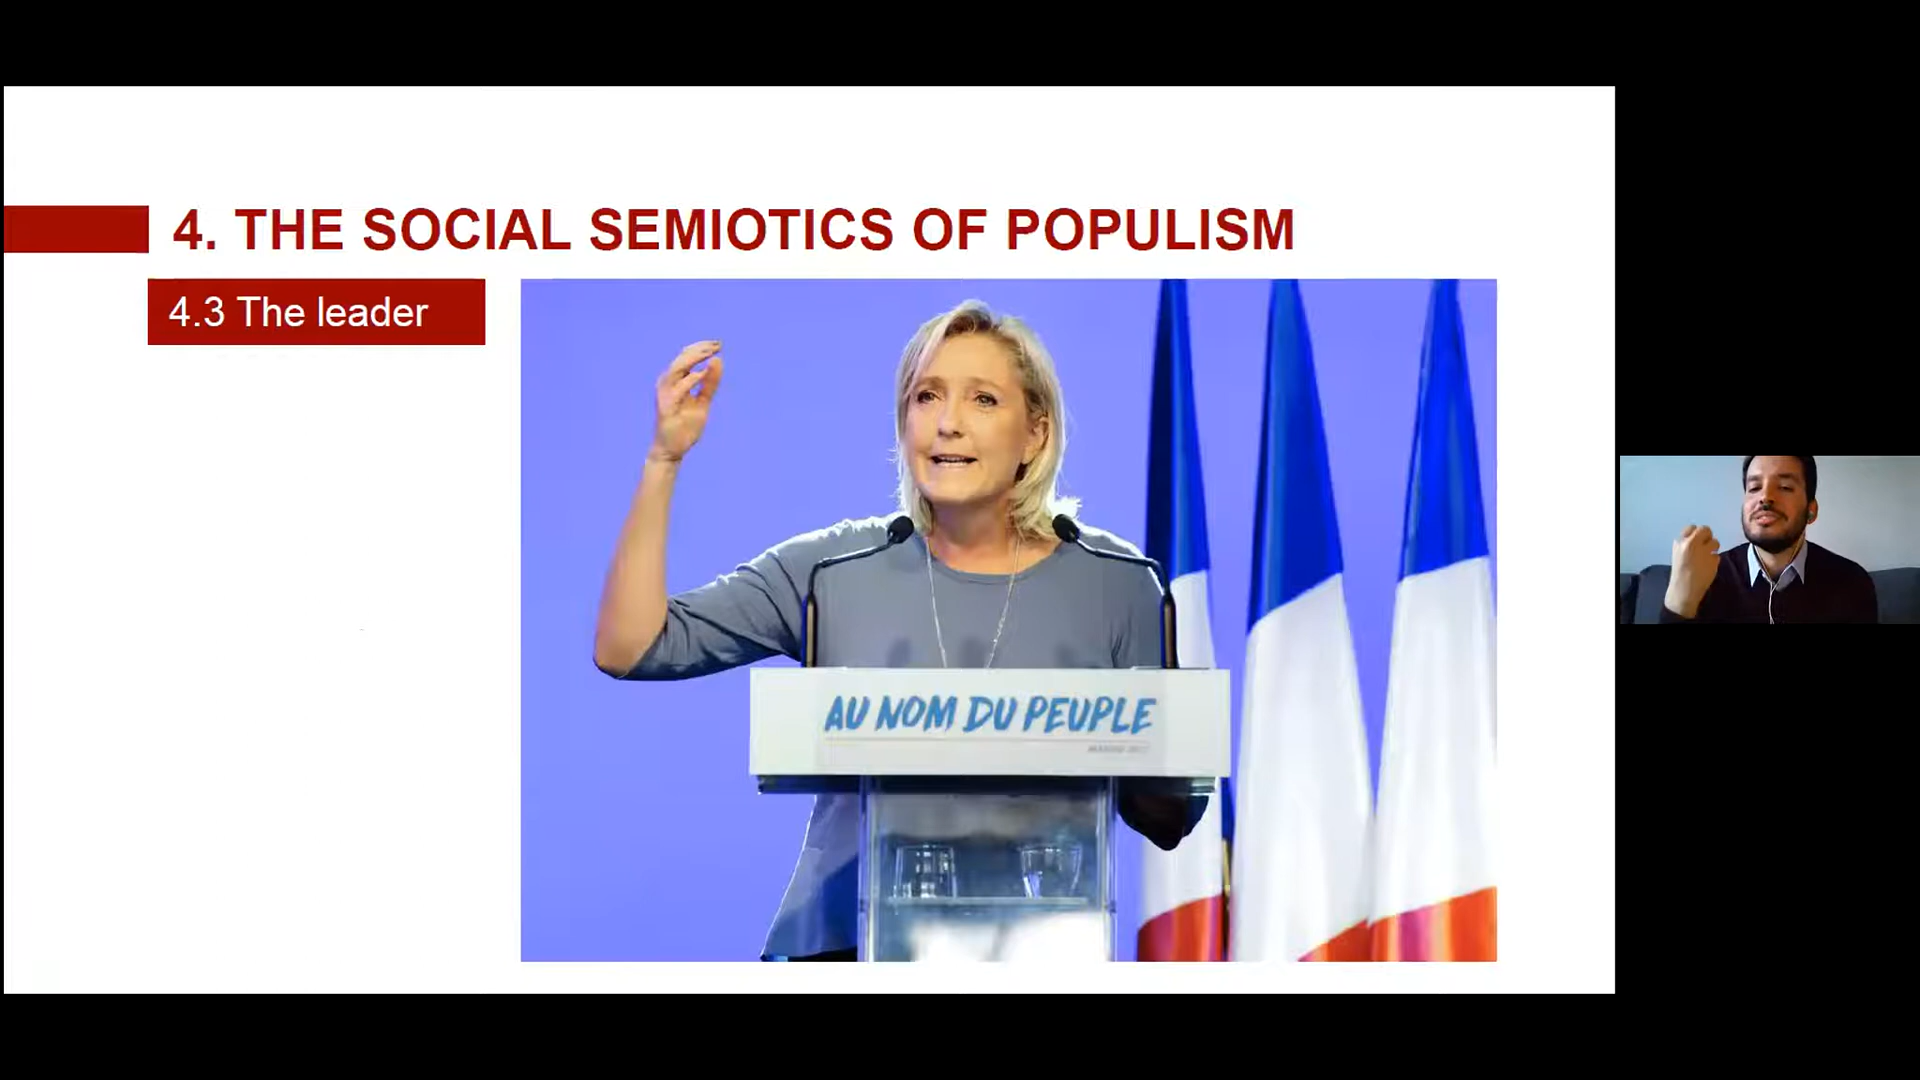 4. THE SOCIAL SEMIOTICS OF POPULISM
4.3 The leader
AU NOM DU PEUPLE